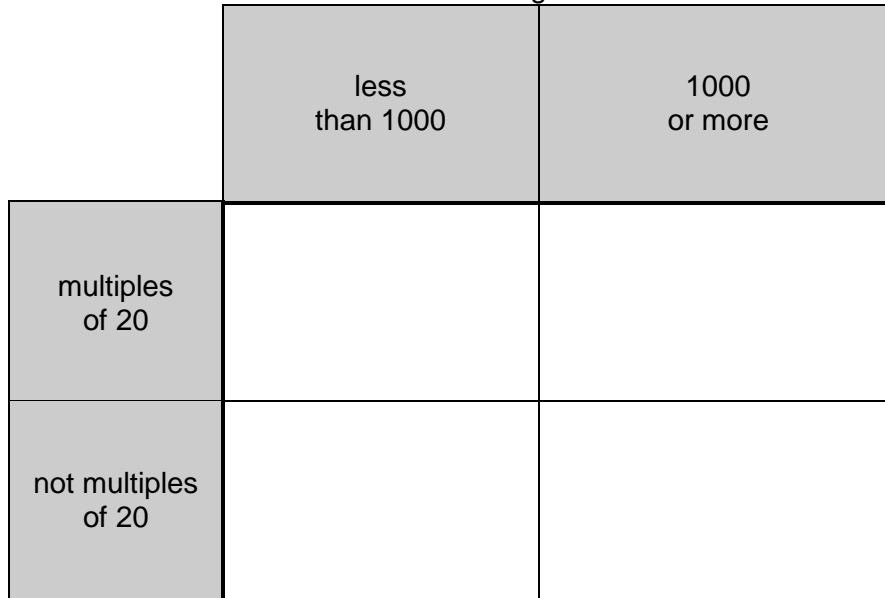 less
than 1000
1000
or more
multiples
of 20
not multiples
of 20